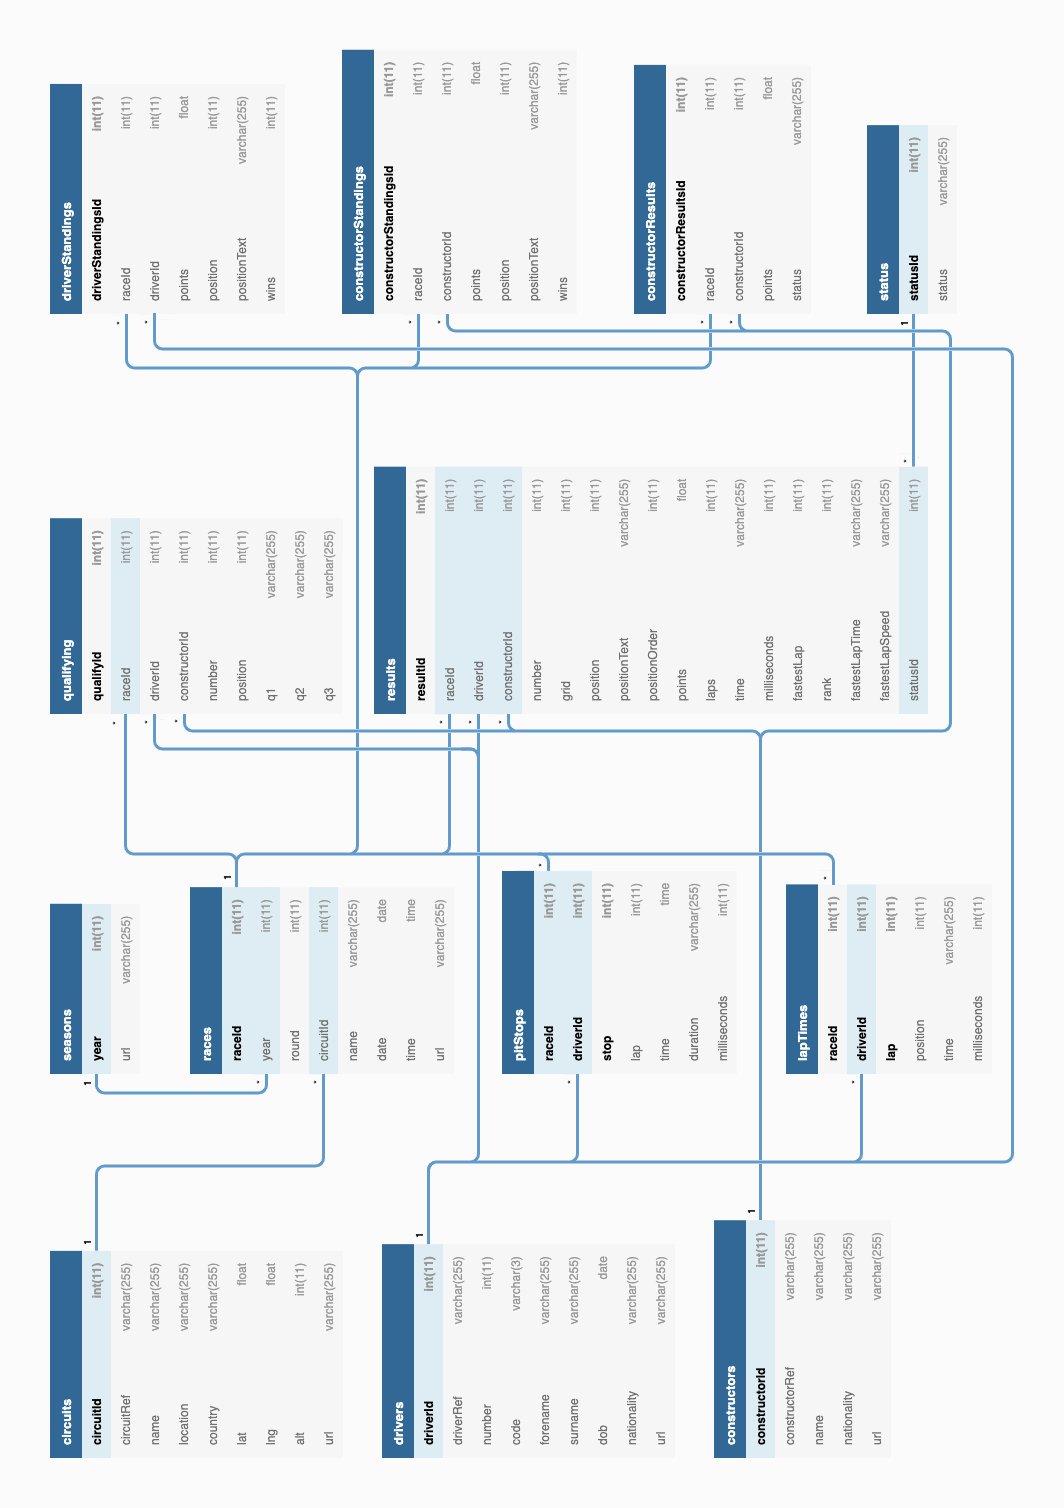 circuits
circuitId int(11) 1
circuitRef varchar(255)
name varchar(255)
location varchar(255)
country varchar(255)
lat float
lng float
alt int(11)
url varchar(255)
drivers
driverId int(11) 1
driverRef varchar(255)
number int(11)
code varchar(3)
forename varchar(255)
surname varchar(255)
dob date
nationality varchar(255)
url varchar(255)
constructors
constructorId int(11) 1
constructorRef varchar(255)
name varchar(255)
nationality varchar(255)
url varchar(255)
seasons
1 year int(11)
url varchar(255)
races
raceId int(11) 1
* year int(11)
round int(11)
* circuitId int(11)
name varchar(255)
date date
time time
url varchar(255)
pitStops
raceId int(11) *
* driverId int(11)
stop int(11)
lap int(11)
time time
duration varchar(255)
milliseconds int(11)
lapTimes
raceId int(11) *
* driverId int(11)
lap int(11)
position int(11)
time varchar(255)
milliseconds int(11)
qualifying
qualifyId int(11)
* raceId int(11)
* driverId int(11)
* constructorId int(11)
number int(11)
position int(11)
q1 varchar(255)
q2 varchar(255)
q3 varchar(255)
results
resultId int(11)
* raceId int(11)
* driverId int(11)
* constructorId int(11)
number int(11)
grid int(11)
position int(11)
positionText varchar(255)
positionOrder int(11)
points float
laps int(11)
time varchar(255)
milliseconds int(11)
fastestLap int(11)
rank int(11)
fastestLapTime varchar(255)
fastestLapSpeed varchar(255)
statusId int(11) *
driverStandings
driverStandingsId int(11)
* raceId int(11)
* driverId int(11)
points float
position int(11)
positionText varchar(255)
wins int(11)
constructorStandings
constructorStandingsId int(11)
* raceId int(11)
* constructorId int(11)
points float
position int(11)
positionText varchar(255)
wins int(11)
constructorResults
constructorResultsId int(11)
* raceId int(11)
* constructorId int(11)
points float
status varchar(255)
status
1 statusId int(11)
status varchar(255)